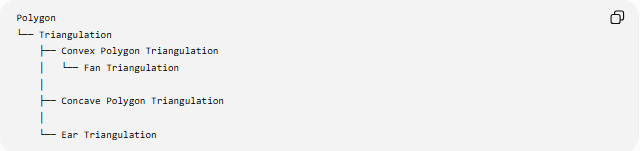 Polygon
└── Triangulation
    ├── Convex Polygon Triangulation
    │   └── Fan Triangulation
    │
    ├── Concave Polygon Triangulation
    │
    └── Ear Triangulation